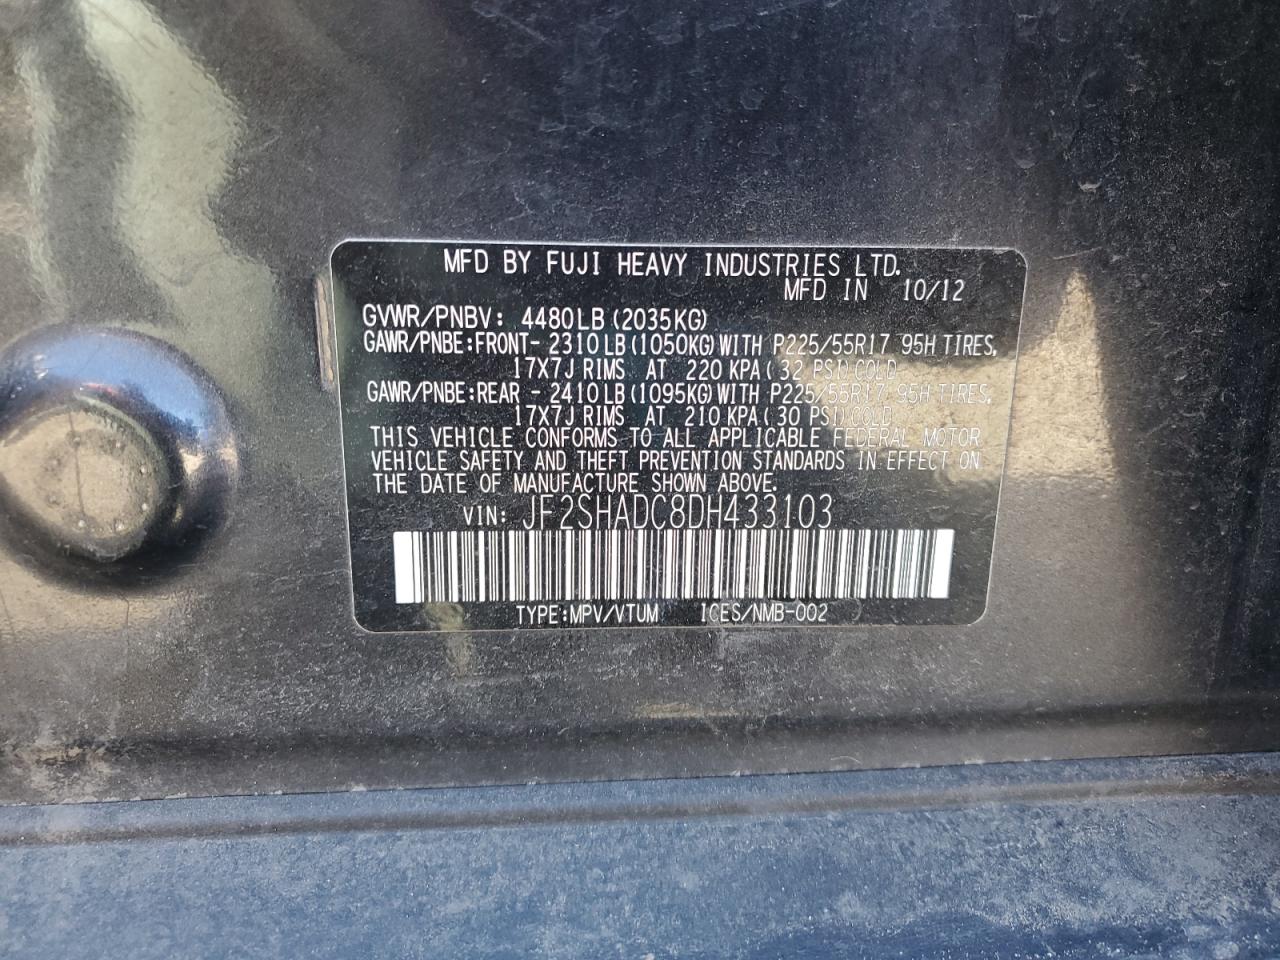 MFD BY FUJI HEAVY INDUSTRIES LTD.
MFD IN 10/12
GVWR/PNBV: 4480LB(2035KG)
GAWR/PNBE:FRONT- 2310LB(1050KG)WITH P225/55R17 95H TIRES,
17X7J RIMS AT 220 KPA(32 PSI)COLD
GAWR/PNBE:REAR - 2410LB(1095KG)WITH P225/55R17 95H TIRES,
17X7J RIMS AT 210 KPA(30 PSI)COLD
THIS VEHICLE CONFORMS TO ALL APPLICABLE FEDERAL MOTOR
VEHICLE SAFETY AND THEFT PREVENTION STANDARDS IN EFFECT ON
THE DATE OF MANUFACTURE SHOWN ABOVE.
VIN: JF2SHADC8DH433103
TYPE:MPV/VTUM ICES/NMB-002